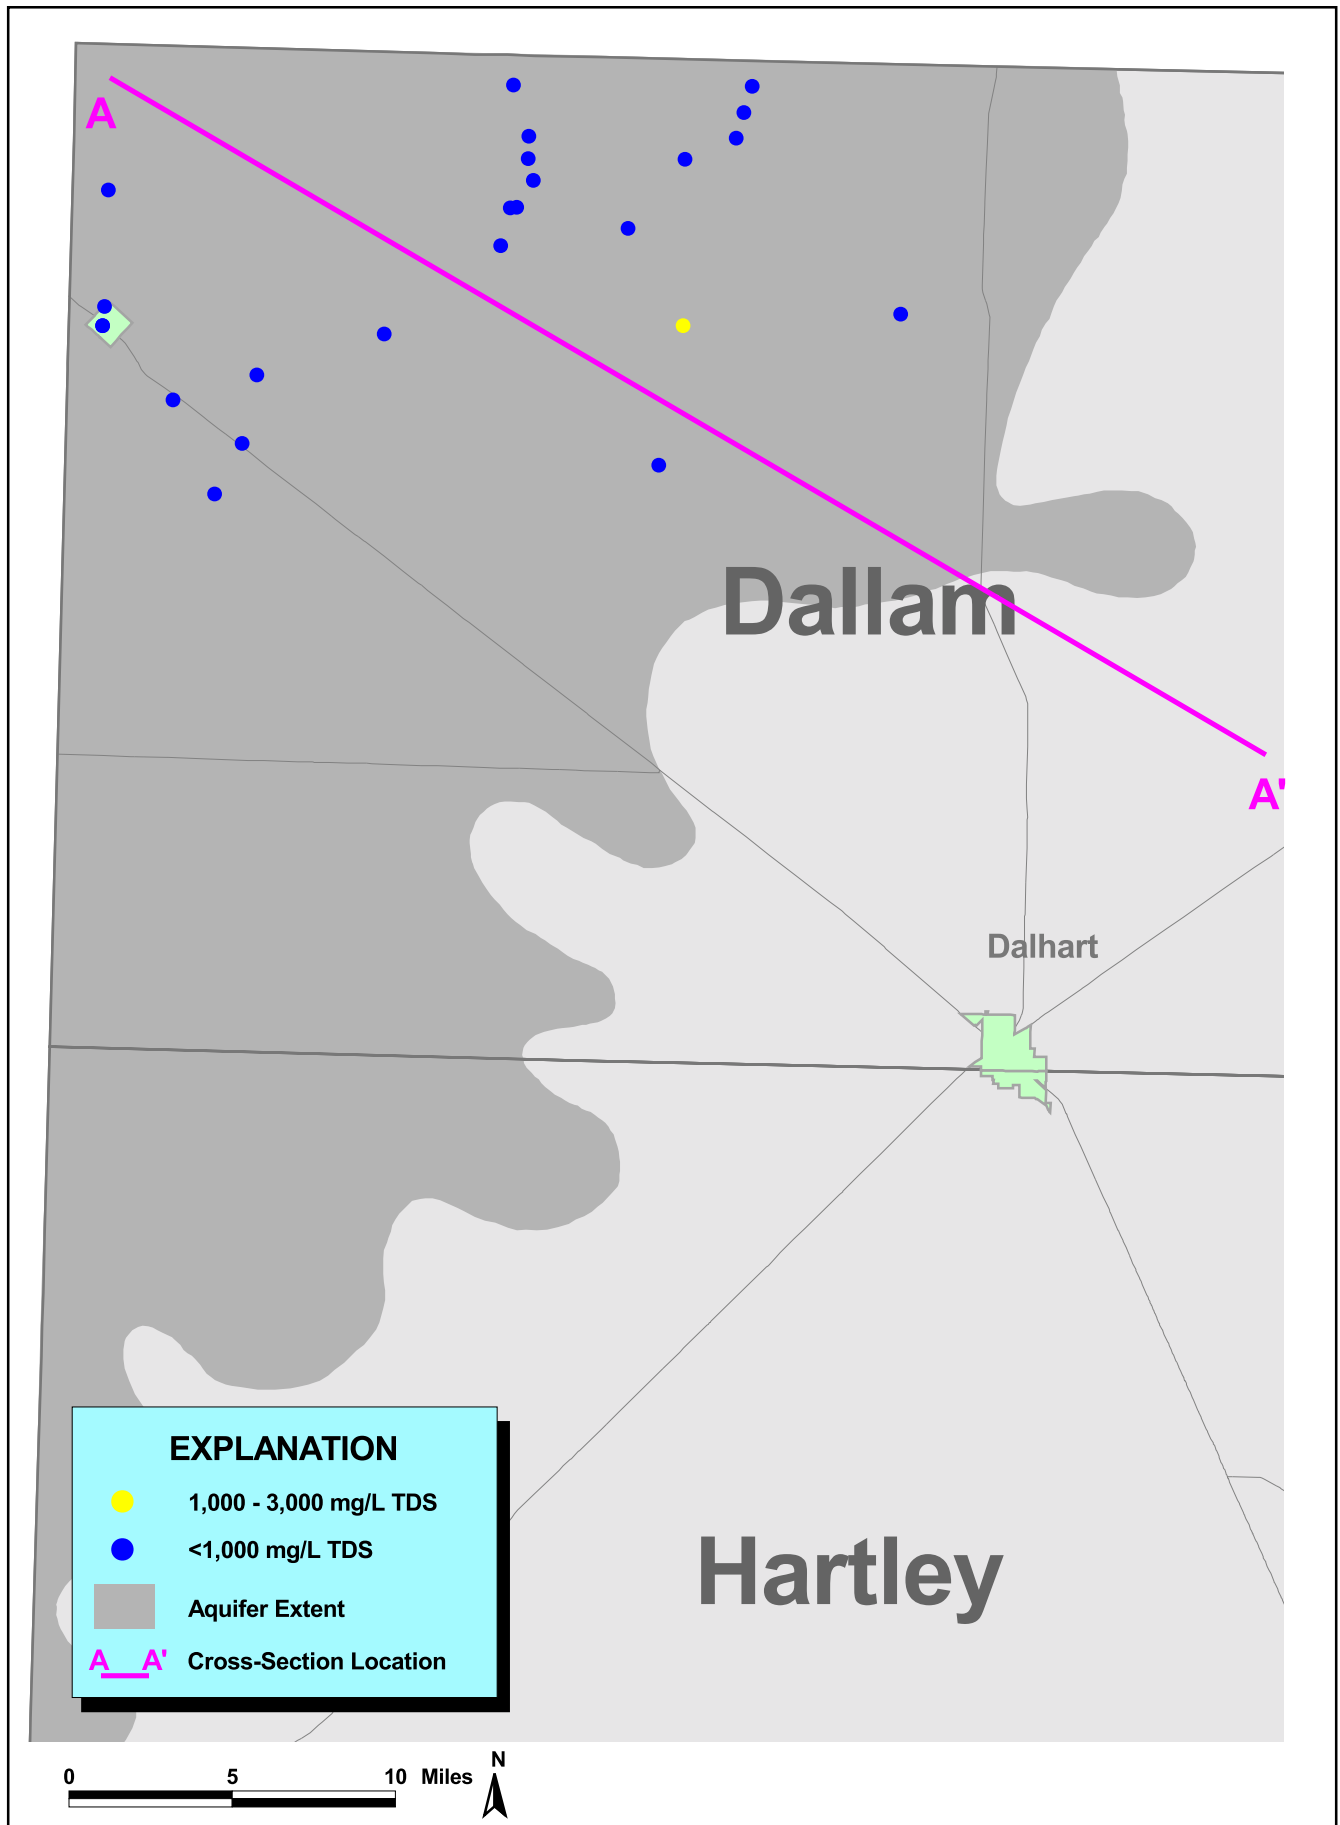 A
Dallam
A'
Dalhart
Hartley
EXPLANATION
1,000 - 3,000 mg/L TDS
<1,000 mg/L TDS
Aquifer Extent
A A' Cross-Section Location
0 5 10 Miles N